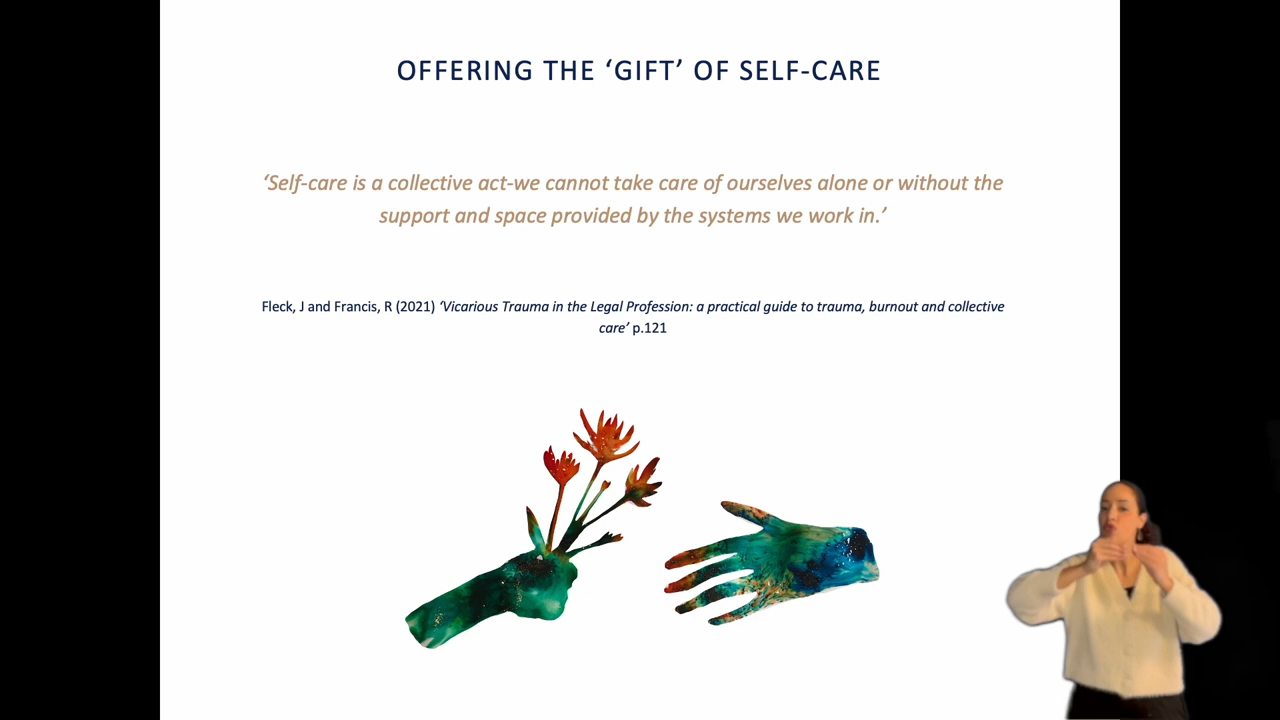 OFFERING THE ‘GIFT’ OF SELF-CARE
‘Self-care is a collective act-we cannot take care of ourselves alone or without the
support and space provided by the systems we work in.’
Fleck, J and Francis, R (2021) ‘Vicarious Trauma in the Legal Profession: a practical guide to trauma, burnout and collective
care’ p.121